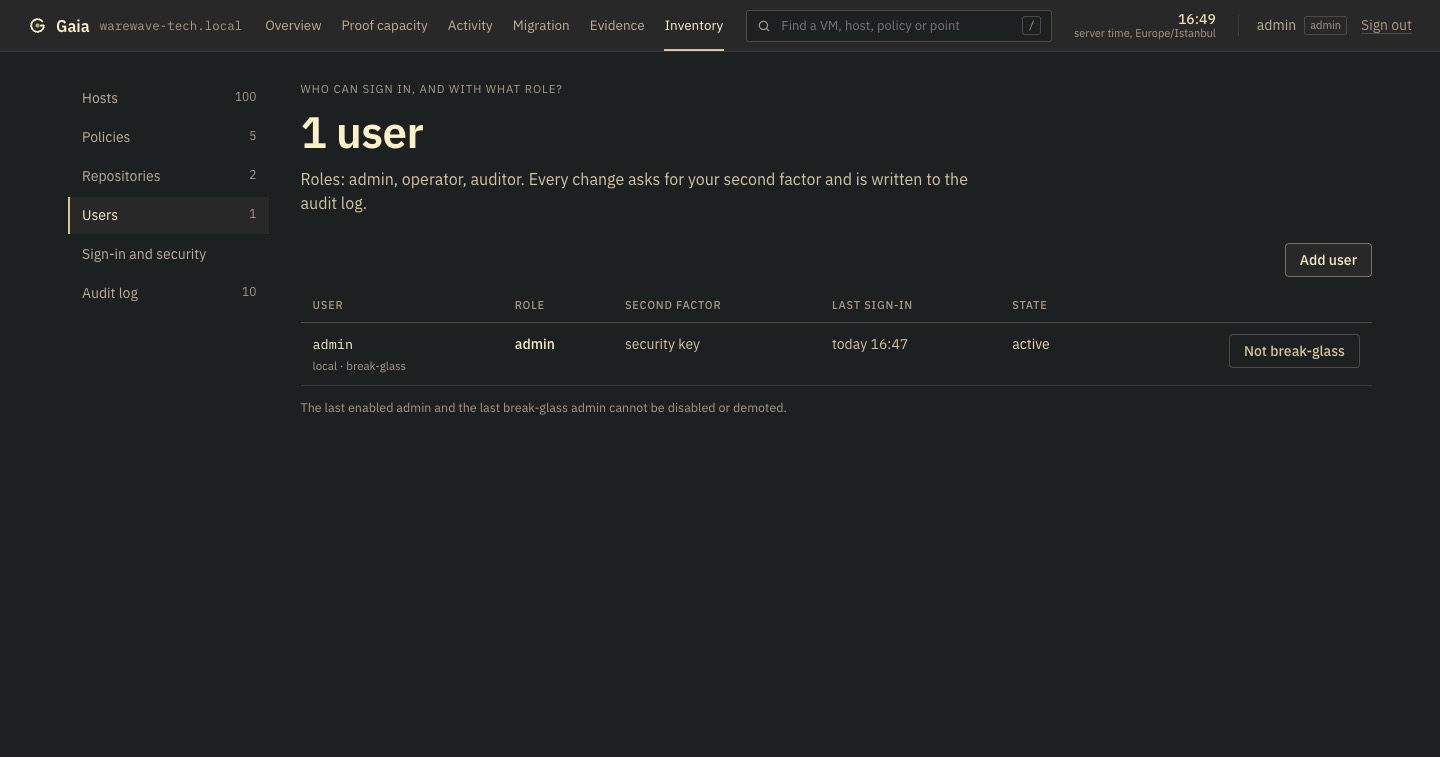 Gaia warewave-tech.local Overview Proof capacity Activity Migration Evidence Inventory Find a VM, host, policy or point / 16:49 admin admin Sign out
server time, Europe/Istanbul
Hosts 100
Policies 5
Repositories 2
Users 1
Sign-in and security
Audit log 10
WHO CAN SIGN IN, AND WITH WHAT ROLE?
1 user
Roles: admin, operator, auditor. Every change asks for your second factor and is written to the
audit log.
Add user
USER ROLE SECOND FACTOR LAST SIGN-IN STATE
admin admin security key today 16:47 active Not break-glass
local · break-glass
The last enabled admin and the last break-glass admin cannot be disabled or demoted.